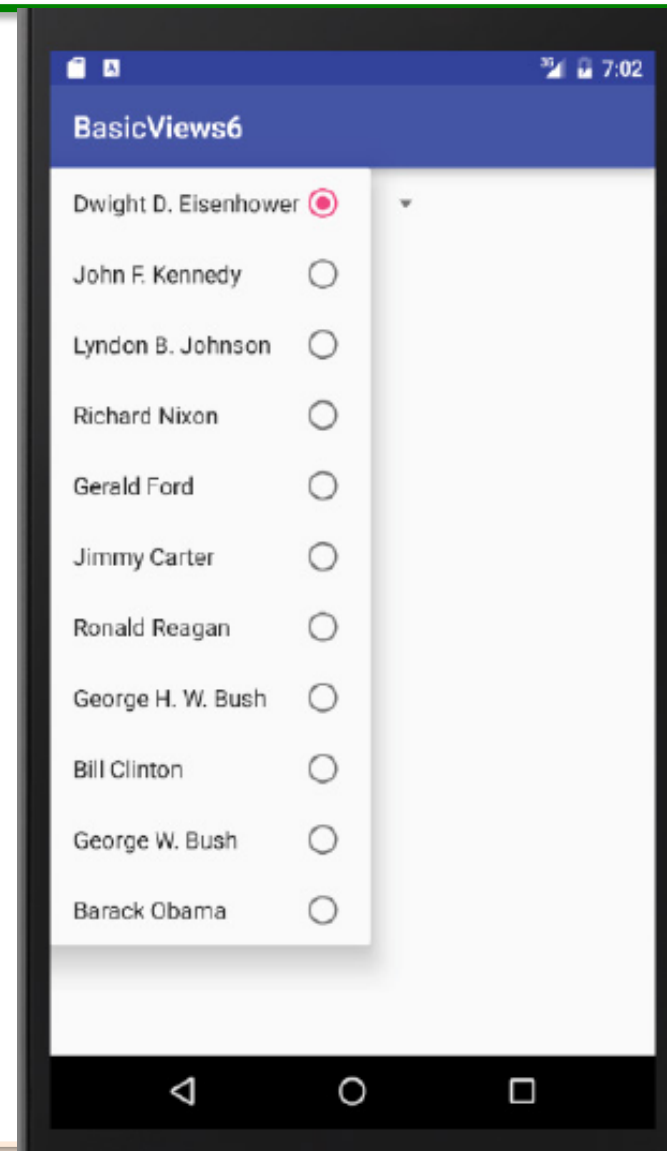 3G 7:02
BasicViews6
Dwight D. Eisenhower
John F. Kennedy
Lyndon B. Johnson
Richard Nixon
Gerald Ford
Jimmy Carter
Ronald Reagan
George H. W. Bush
Bill Clinton
George W. Bush
Barack Obama